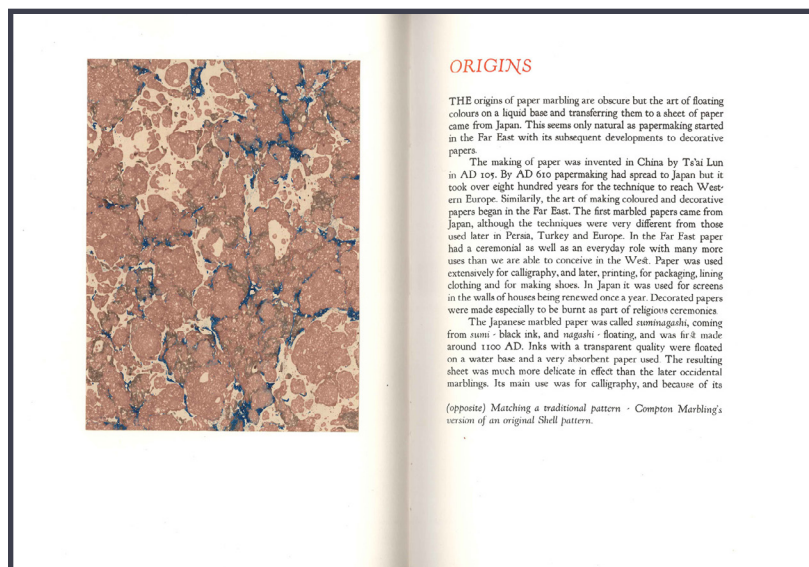 ORIGINS
THE origins of paper marbling are obscure but the art of floating
colours on a liquid base and transferring them to a sheet of paper
came from Japan. This seems only natural as papermaking started
in the Far East with its subsequent developments to decorative
papers.
The making of paper was invented in China by Ts'ai Lun
in AD 105. By AD 610 papermaking had spread to Japan but it
took over eight hundred years for the technique to reach West-
ern Europe. Similarily, the art of making coloured and decorative
papers began in the Far East. The first marbled papers came from
Japan, although the techniques were very different from those
used later in Persia, Turkey and Europe. In the Far East paper
had a ceremonial as well as an everyday role with many more
uses than we are able to conceive in the West. Paper was used
extensively for calligraphy, and later, printing, for packaging, lining
clothing and for making shoes. In Japan it was used for screens
in the walls of houses being renewed once a year. Decorated papers
were made especially to be burnt as part of religious ceremonies.
The Japanese marbled paper was called suminagashi, coming
from sumi - black ink, and nagashi - floating, and was first made
around 1100 AD. Inks with a transparent quality were floated
on a water base and a very absorbent paper used. The resulting
sheet was much more delicate in effect than the later occidental
marblings. Its main use was for calligraphy, and because of its
(opposite) Matching a traditional pattern - Compton Marbling's
version of an original Shell pattern.